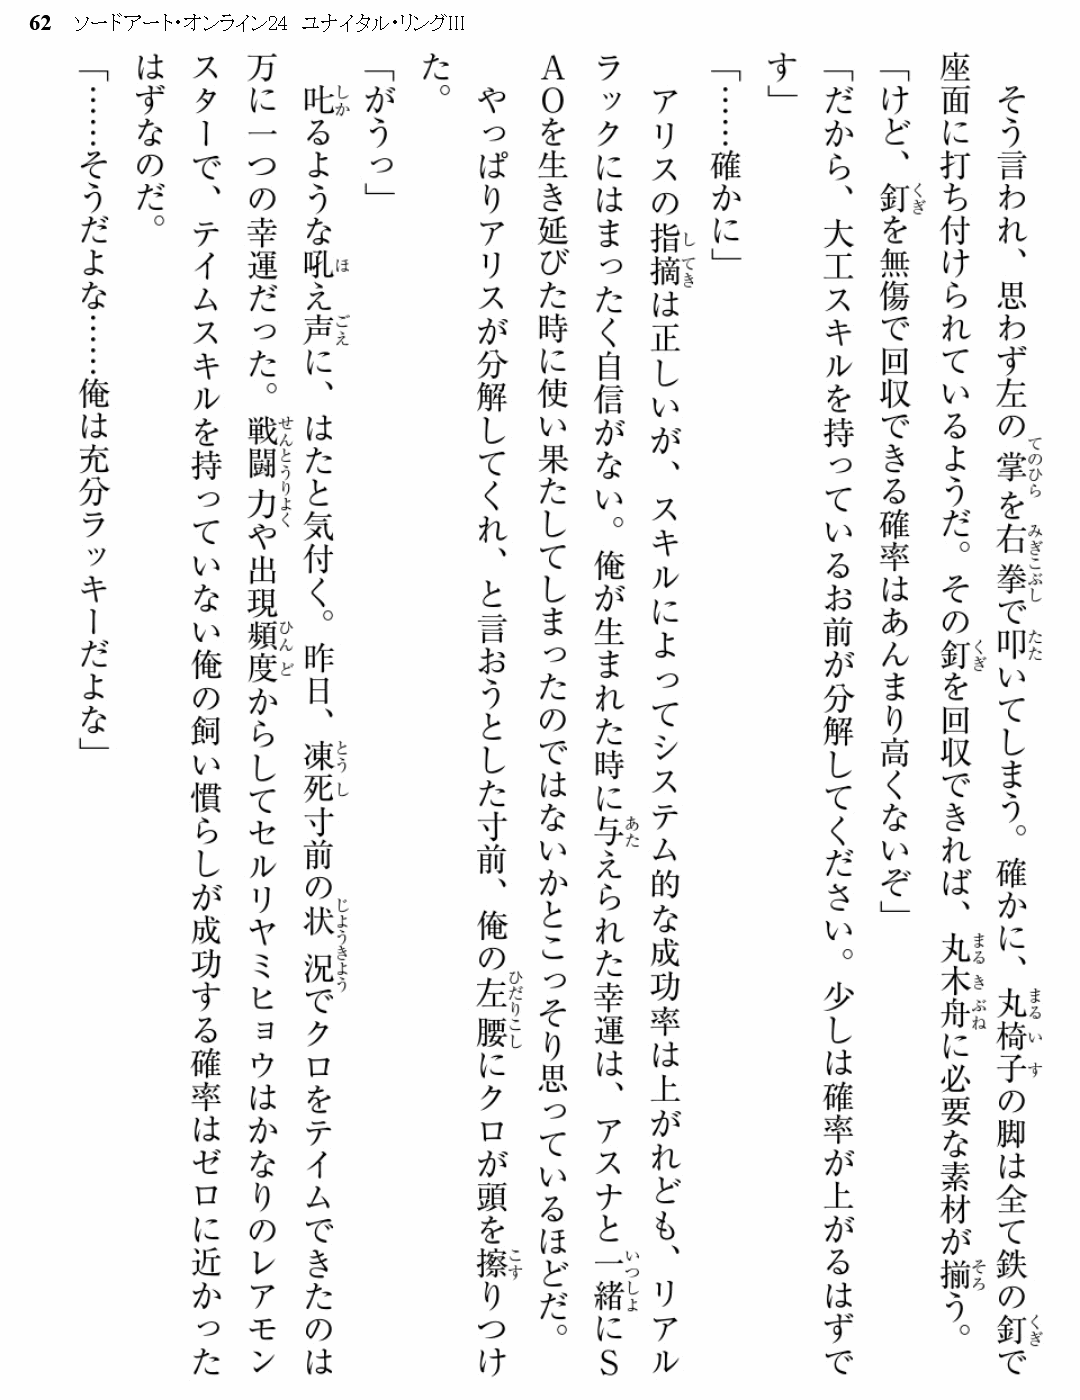 62 ソードアート・オンライン24 ユナイタル・リングIII
そう言われ、思わず左の掌を右拳で叩いてしまう。確かに、丸椅子の脚は全て鉄の釘で
座面に打ち付けられているようだ。その釘を回収できれば、丸木舟に必要な素材が揃う。
「けど、釘を無傷で回収できる確率はあんまり高くないぞ」
「だから、大工スキルを持っているお前が分解してください。少しは確率が上がるはずで
す」
「……確かに」
アリスの指摘は正しいが、スキルによってシステム的な成功率は上がれども、リアル
ラックにはまったく自信がない。俺が生まれた時に与えられた幸運は、アスナと一緒にS
AOを生き延びた時に使い果たしてしまったのではないかとこっそり思っているほどだ。
やっぱりアリスが分解してくれ、と言おうとした寸前、俺の左腰にクロが頭を擦りつけ
た。
「がうっ」
叱るような吼え声に、はたと気付く。昨日、凍死寸前の状況でクロをテイムできたのは
万に一つの幸運だった。戦闘力や出現頻度からしてセルリヤミヒョウはかなりのレアモン
スターで、テイムスキルを持っていない俺の飼い慣らしが成功する確率はゼロに近かった
はずなのだ。
「……そうだよな……俺は充分ラッキーだよな」